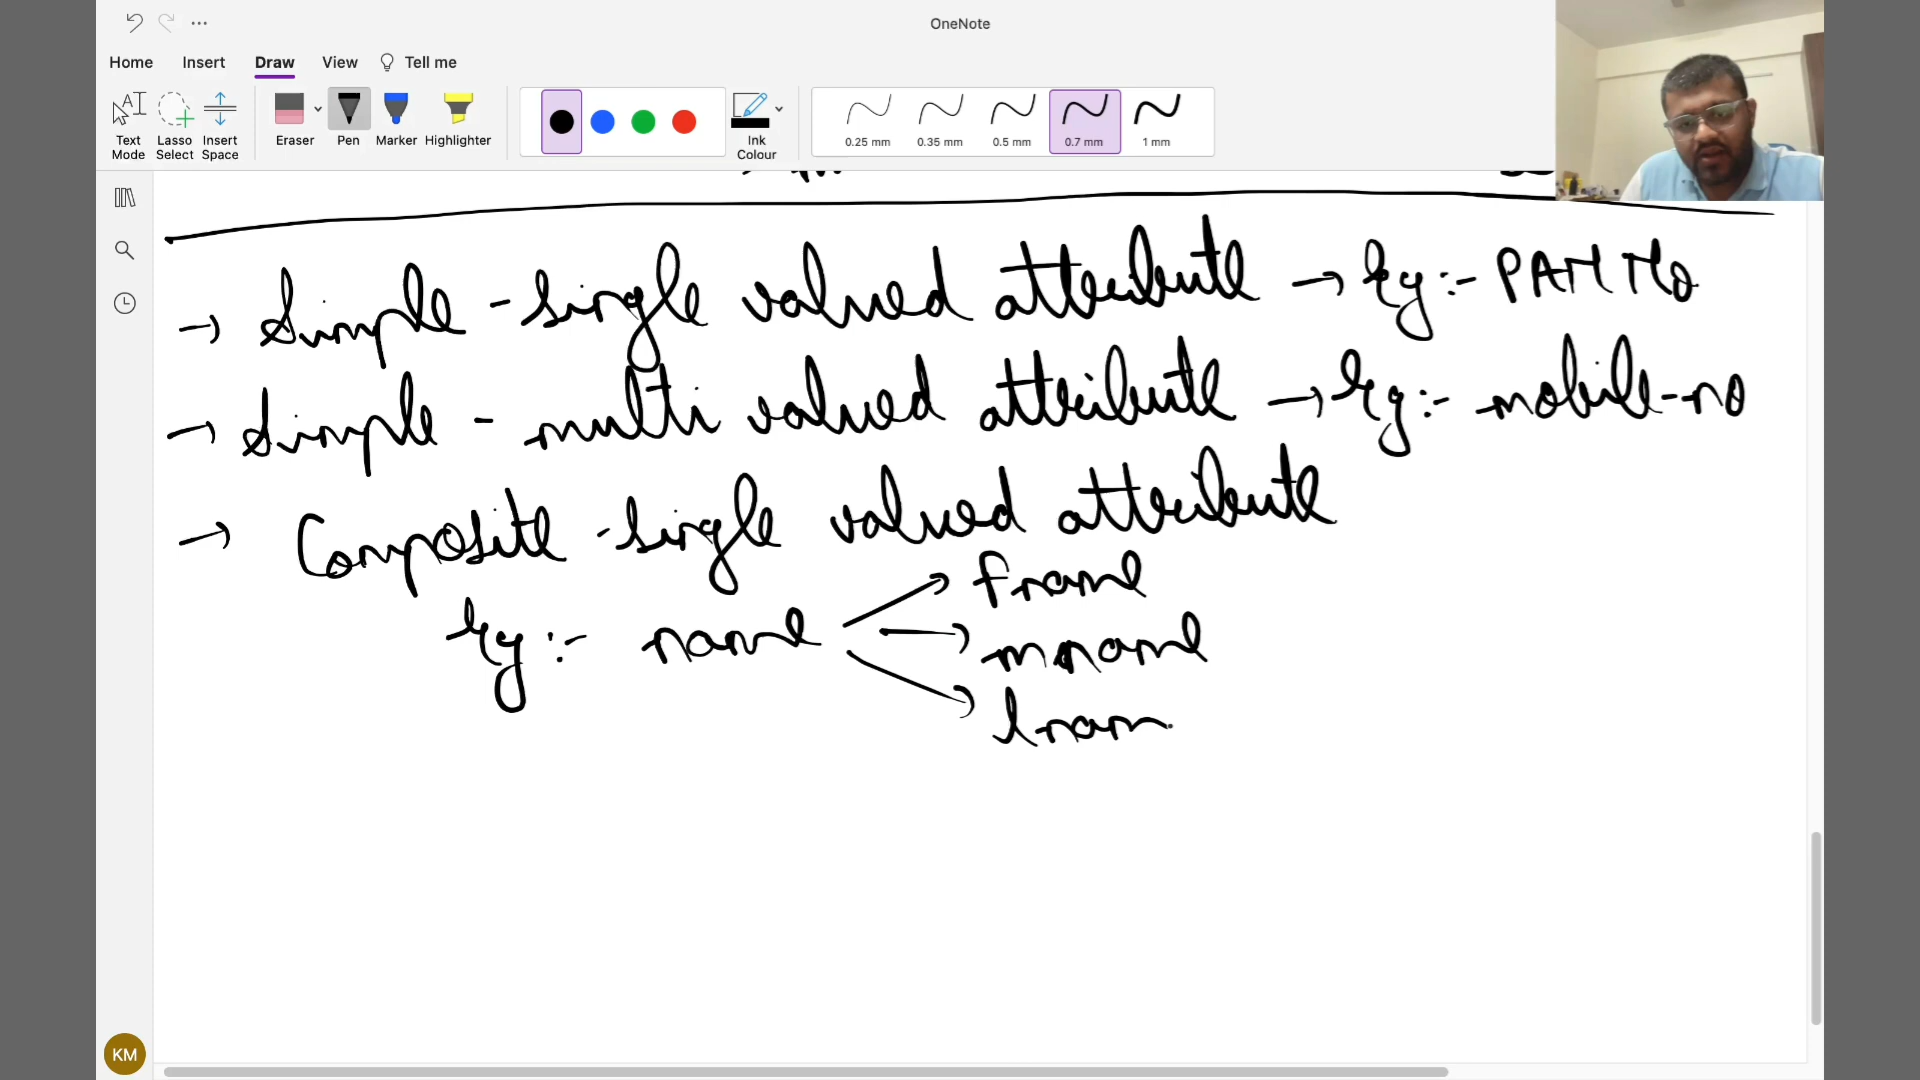 OneNote
Home Insert Draw View Tell me
Text Mode Lasso Select Insert Space Eraser Pen Marker Highlighter Ink Colour 0.25 mm 0.35 mm 0.5 mm 0.7 mm 1 mm
→ Simple - Single valued attribute → Eg :- PAN No
→ Simple - multi valued attribute → Eg :- mobile-no
→ Composite - Single valued attribute
Eg :- name → Fname
→ mname
→ lnam
KM